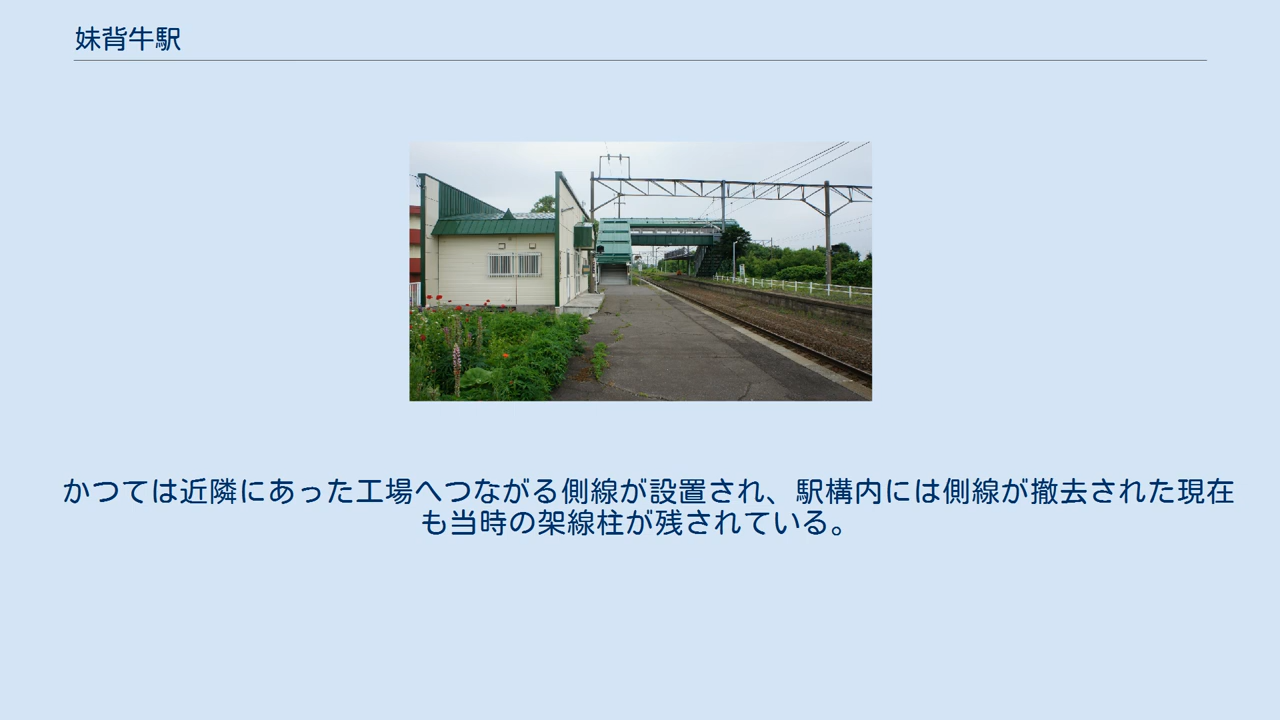 妹背牛駅
かつては近隣にあった工場へつながる側線が設置され、駅構内には側線が撤去された現在
も当時の架線柱が残されている。